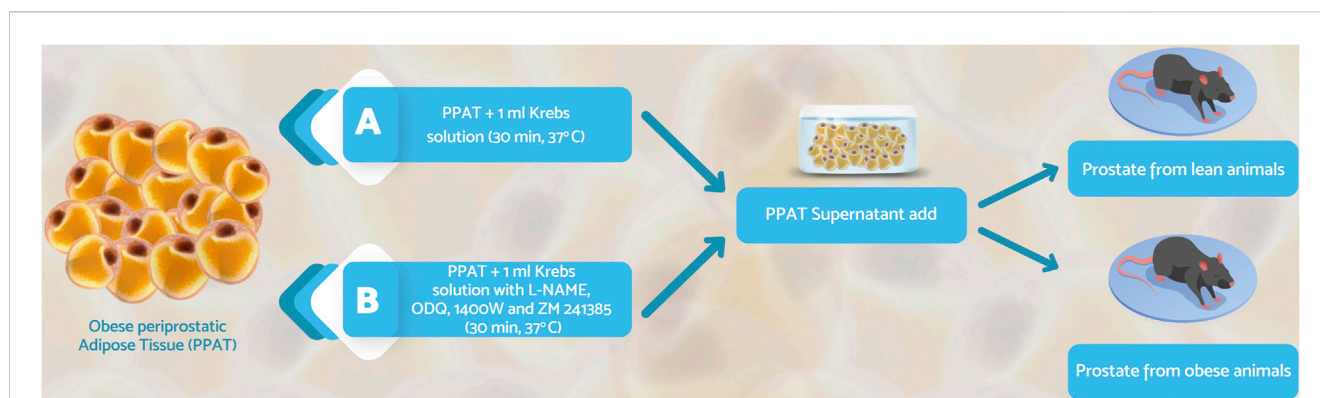 A
PPAT + 1 ml Krebs
solution (30 min, 37°C)
B
PPAT + 1 ml Krebs
solution with L-NAME,
ODQ, 1400W and ZM 241385
(30 min, 37°C)
Obese periprostatic
Adipose Tissue (PPAT)
PPAT Supernatant add
Prostate from lean animals
Prostate from obese animals